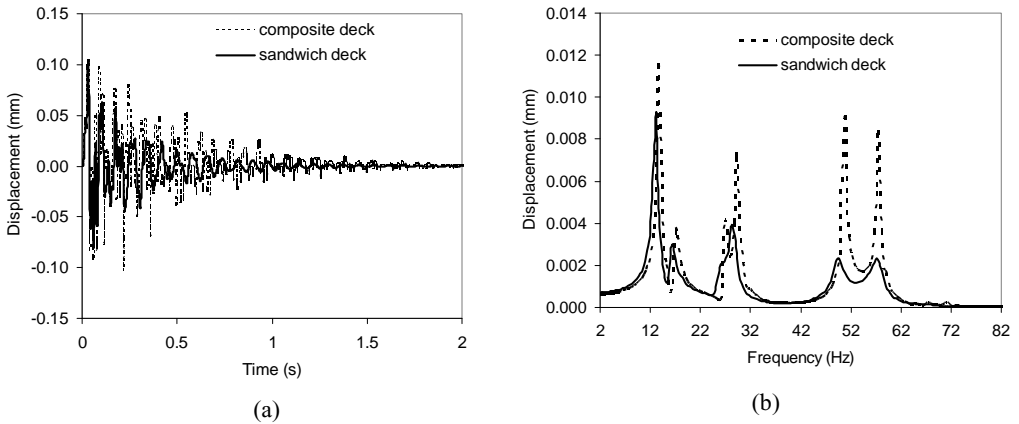 0.15
0.10
0.05
0.00
-0.05
-0.10
-0.15
Displacement (mm)
composite deck
sandwich deck
0 0.5 1 1.5 2
Time (s)
(a)
0.014
0.012
0.010
0.008
0.006
0.004
0.002
0.000
Displacement (mm)
composite deck
sandwich deck
2 12 22 32 42 52 62 72 82
Frequency (Hz)
(b)